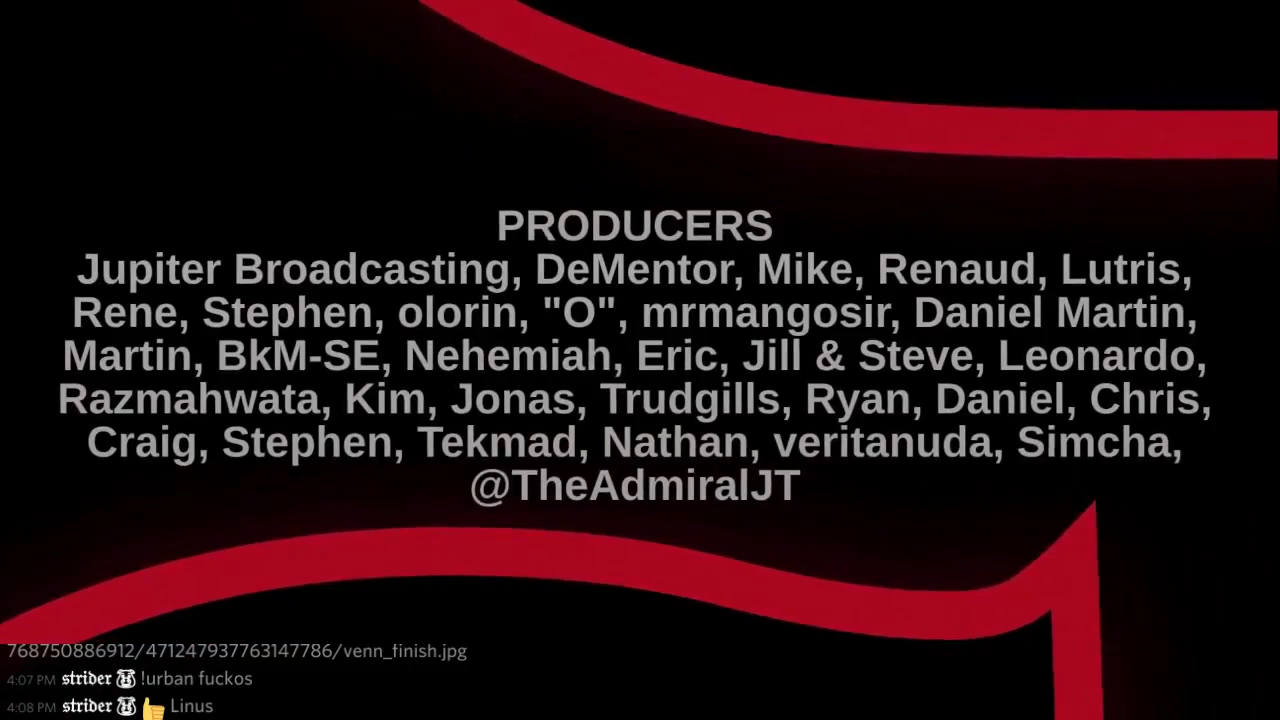 PRODUCERS
Jupiter Broadcasting, DeMentor, Mike, Renaud, Lutris,
Rene, Stephen, olorin, "O", mrmangosir, Daniel Martin,
Martin, BkM-SE, Nehemiah, Eric, Jill & Steve, Leonardo,
Razmahwata, Kim, Jonas, Trudgills, Ryan, Daniel, Chris,
Craig, Stephen, Tekmad, Nathan, veritanuda, Simcha,
@TheAdmiralJT
768750886912/471247937763147786/venn_finish.jpg
4:07 PM strider !urban fuckos
4:08 PM strider 👍 Linus